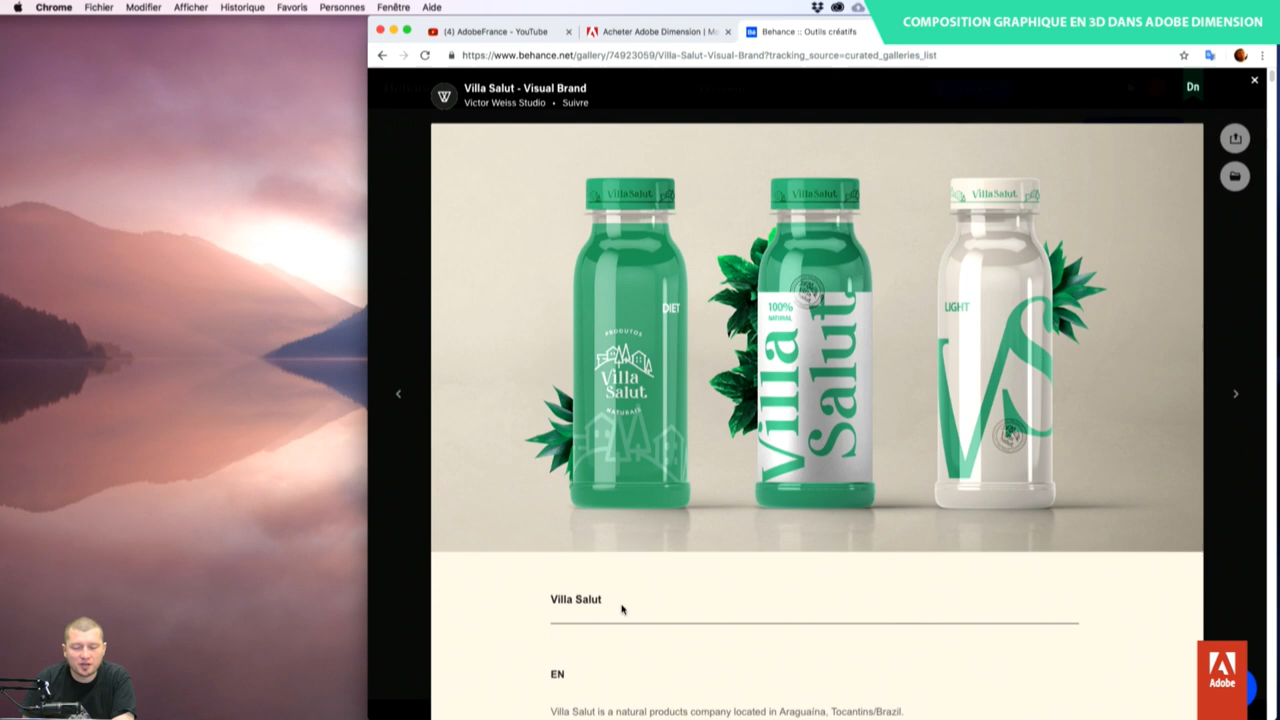 Chrome Fichier Modifier Afficher Historique Favoris Personnes Fenêtre Aide
COMPOSITION GRAPHIQUE EN 3D DANS ADOBE DIMENSION
(4) AdobeFrance - YouTube
Acheter Adobe Dimension | Mo
Behance :: Outils créatifs
https://www.behance.net/gallery/74923059/Villa-Salut-Visual-Brand?tracking_source=curated_galleries_list
Villa Salut - Visual Brand
Victor Weiss Studio • Suivre
Dn
Villa Salut
Villa Salut
Villa Salut
DIET
PRODUTOS
Villa
Salut
NATURAIS
100%
NATURAL
Villa
Salut
LIGHT
VS
Villa Salut
EN
Villa Salut is a natural products company located in Araguaína, Tocantins/Brazil.
Adobe